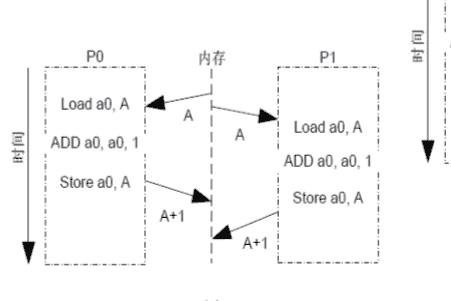 P0
内存
P1
时间
Load a0, A
A
ADD a0, a0, 1
Store a0, A
A+1
A
Load a0, A
ADD a0, a0, 1
Store a0, A
A+1
时间